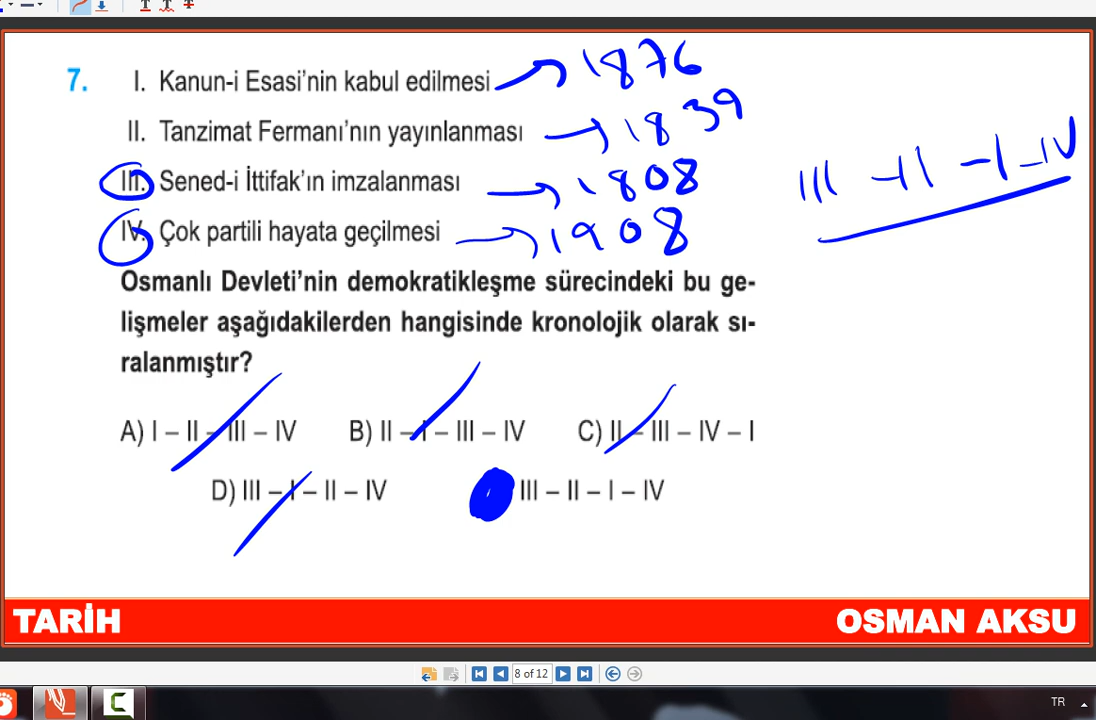 7. I. Kanun-i Esasi'nin kabul edilmesi → 1876
II. Tanzimat Fermanı'nın yayınlanması → 1839
III. Sened-i İttifak'ın imzalanması → 1808
IV. Çok partili hayata geçilmesi → 1908
III - II - I - IV
Osmanlı Devleti'nin demokratikleşme sürecindeki bu ge-
lişmeler aşağıdakilerden hangisinde kronolojik olarak sı-
ralanmıştır?
A) I – II – III – IV B) II – I – III – IV C) II – III – IV – I
D) III – I – II – IV III – II – I – IV
TARİH OSMAN AKSU
8 of 12
TR